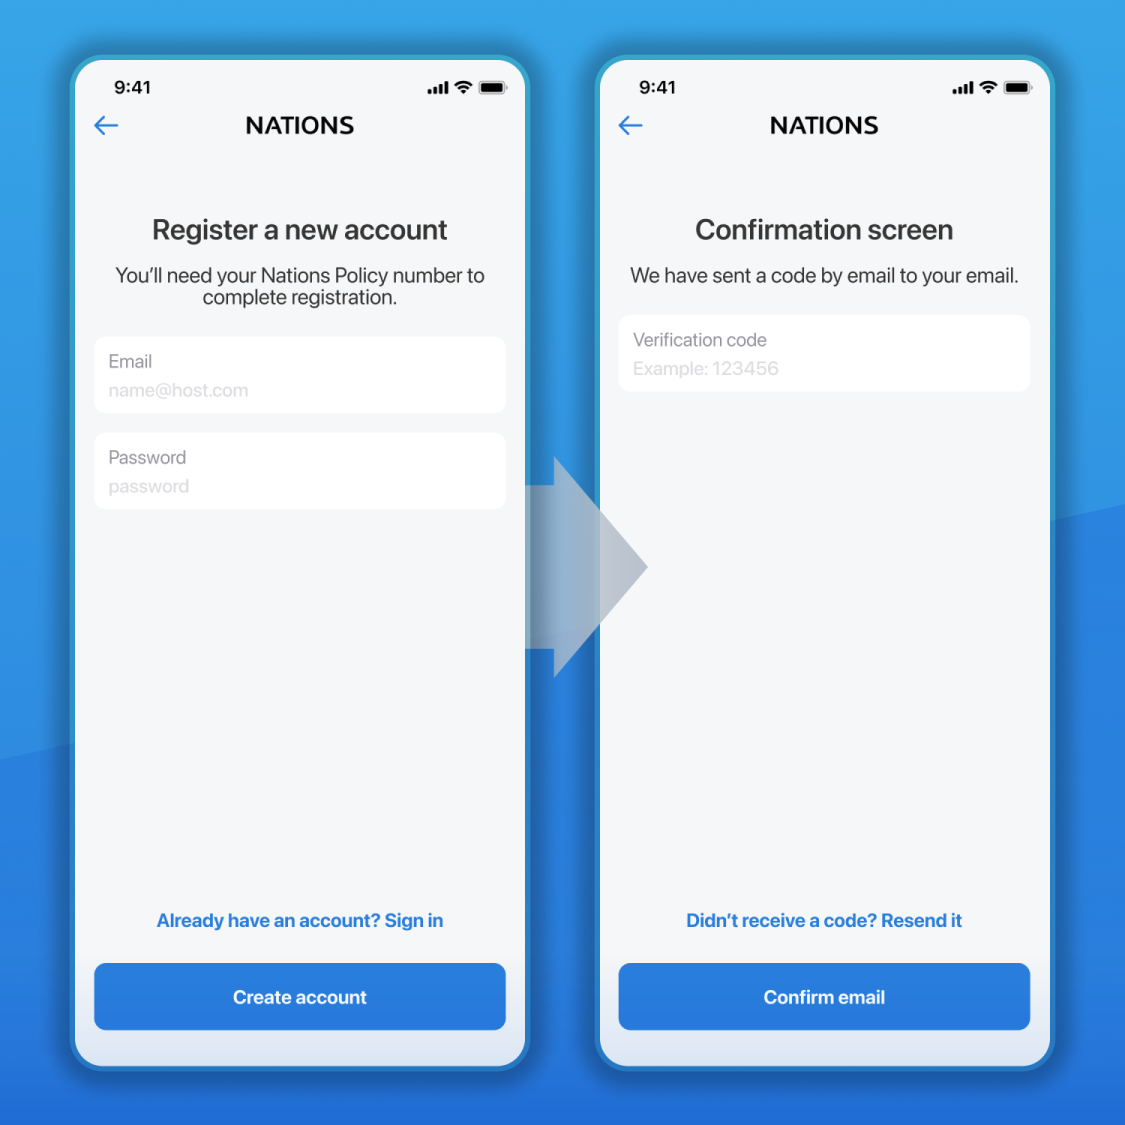 9:41
NATIONS
Register a new account
You’ll need your Nations Policy number to
complete registration.
Email
name@host.com
Password
password
Already have an account? Sign in
Create account
9:41
NATIONS
Confirmation screen
We have sent a code by email to your email.
Verification code
Example: 123456
Didn’t receive a code? Resend it
Confirm email